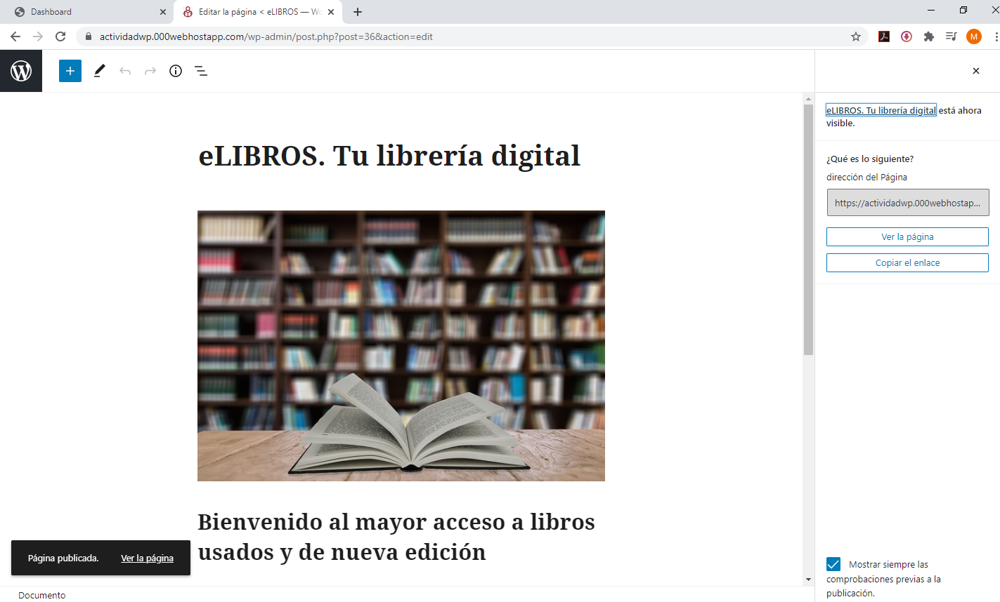 Dashboard
Editar la página < eLIBROS — Wo
actividadwp.000webhostapp.com/wp-admin/post.php?post=36&action=edit
M
eLIBROS. Tu librería digital está ahora
visible.
¿Qué es lo siguiente?
dirección del Página
https://actividadwp.000webhostap...
Ver la página
Copiar el enlace
eLIBROS. Tu librería digital
Bienvenido al mayor acceso a libros
usados y de nueva edición
Página publicada. Ver la página
Mostrar siempre las
comprobaciones previas a la
publicación.
Documento